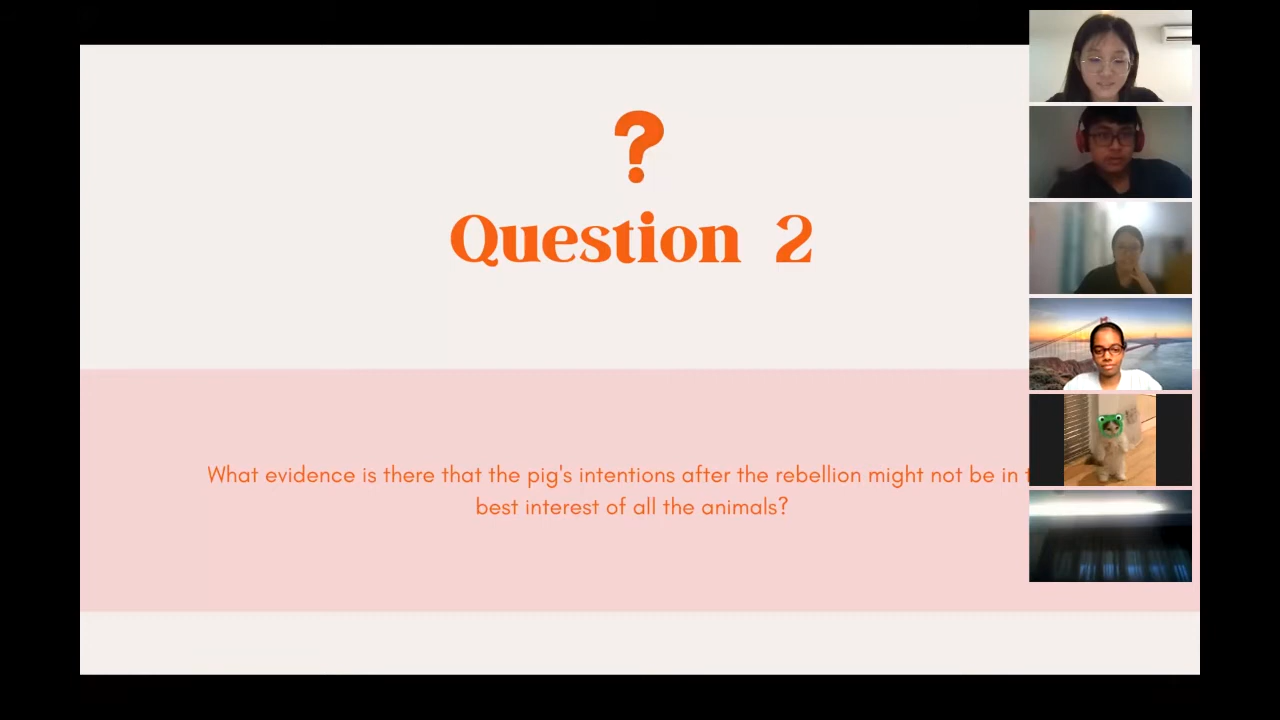 ?
Question 2
What evidence is there that the pig's intentions after the rebellion might not be in
best interest of all the animals?